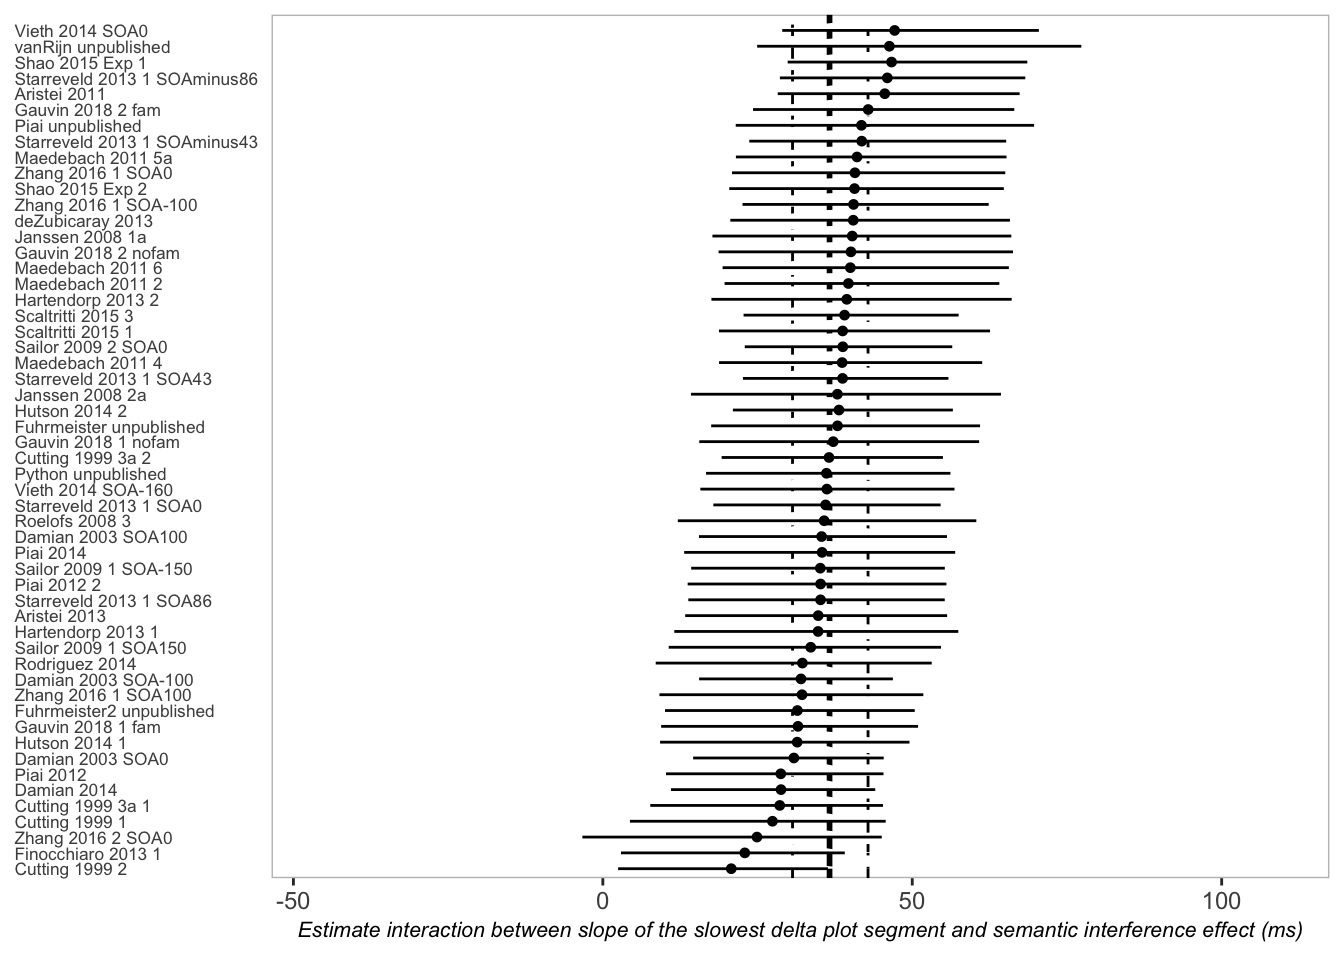 Vieth 2014 SOA0
vanRijn unpublished
Shao 2015 Exp 1
Starreveld 2013 1 SOAminus86
Aristei 2011
Gauvin 2018 2 fam
Piai unpublished
Starreveld 2013 1 SOAminus43
Maedebach 2011 5a
Zhang 2016 1 SOA0
Shao 2015 Exp 2
Zhang 2016 1 SOA-100
deZubicaray 2013
Janssen 2008 1a
Gauvin 2018 2 nofam
Maedebach 2011 6
Maedebach 2011 2
Hartendorp 2013 2
Scaltritti 2015 3
Scaltritti 2015 1
Sailor 2009 2 SOA0
Maedebach 2011 4
Starreveld 2013 1 SOA43
Janssen 2008 2a
Hutson 2014 2
Fuhrmeister unpublished
Gauvin 2018 1 nofam
Cutting 1999 3a 2
Python unpublished
Vieth 2014 SOA-160
Starreveld 2013 1 SOA0
Roelofs 2008 3
Damian 2003 SOA100
Piai 2014
Sailor 2009 1 SOA-150
Piai 2012 2
Starreveld 2013 1 SOA86
Aristei 2013
Hartendorp 2013 1
Sailor 2009 1 SOA150
Rodriguez 2014
Damian 2003 SOA-100
Zhang 2016 1 SOA100
Fuhrmeister2 unpublished
Gauvin 2018 1 fam
Hutson 2014 1
Damian 2003 SOA0
Piai 2012
Damian 2014
Cutting 1999 3a 1
Cutting 1999 1
Zhang 2016 2 SOA0
Finocchiaro 2013 1
Cutting 1999 2
-50 0 50 100
Estimate interaction between slope of the slowest delta plot segment and semantic interference effect (ms)